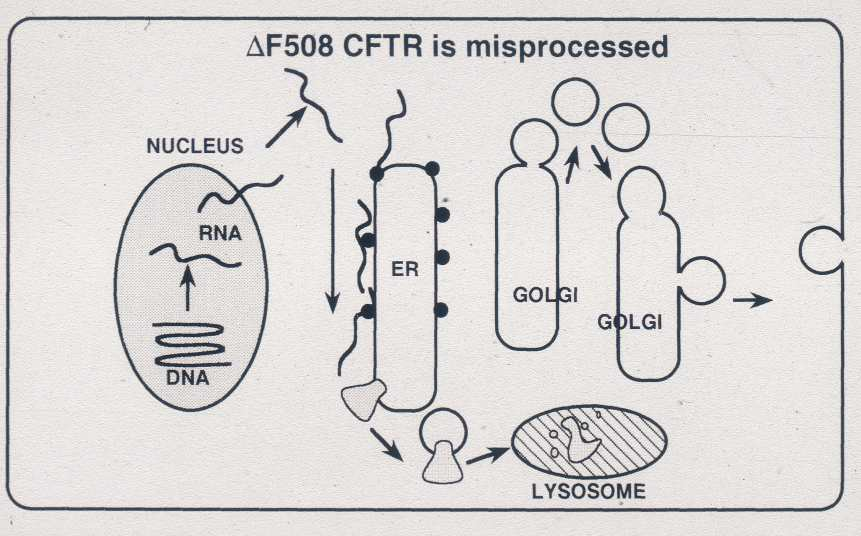 ΔF508 CFTR is misprocessed
NUCLEUS
RNA
DNA
ER
GOLGI
GOLGI
LYSOSOME